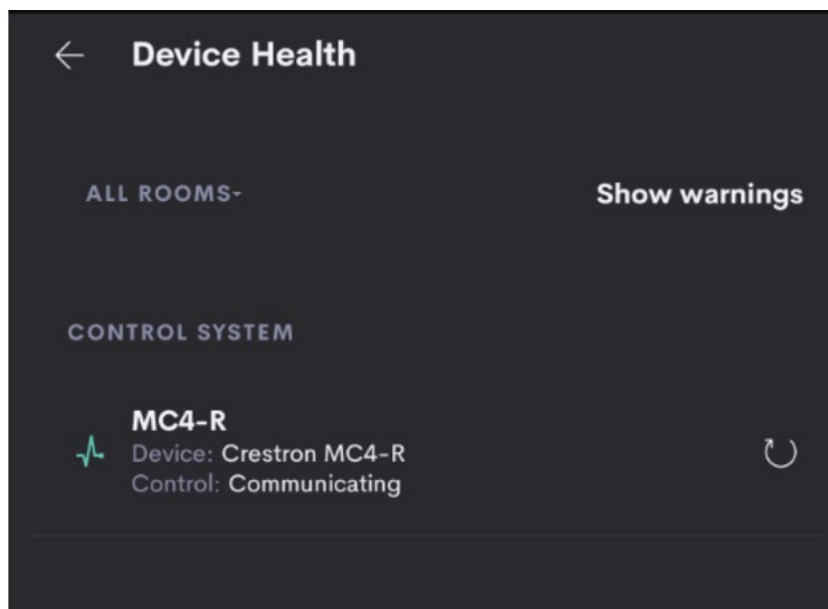 Device Health
ALL ROOMS
Show warnings
CONTROL SYSTEM
MC4-R
Device: Crestron MC4-R
Control: Communicating